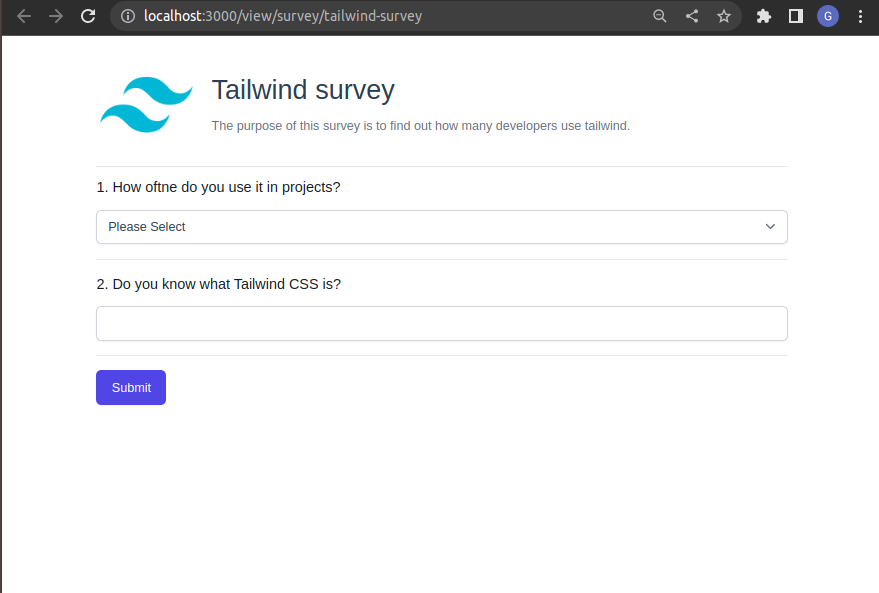 localhost:3000/view/survey/tailwind-survey
G
Tailwind survey
The purpose of this survey is to find out how many developers use tailwind.
1. How oftne do you use it in projects?
Please Select
2. Do you know what Tailwind CSS is?
Submit